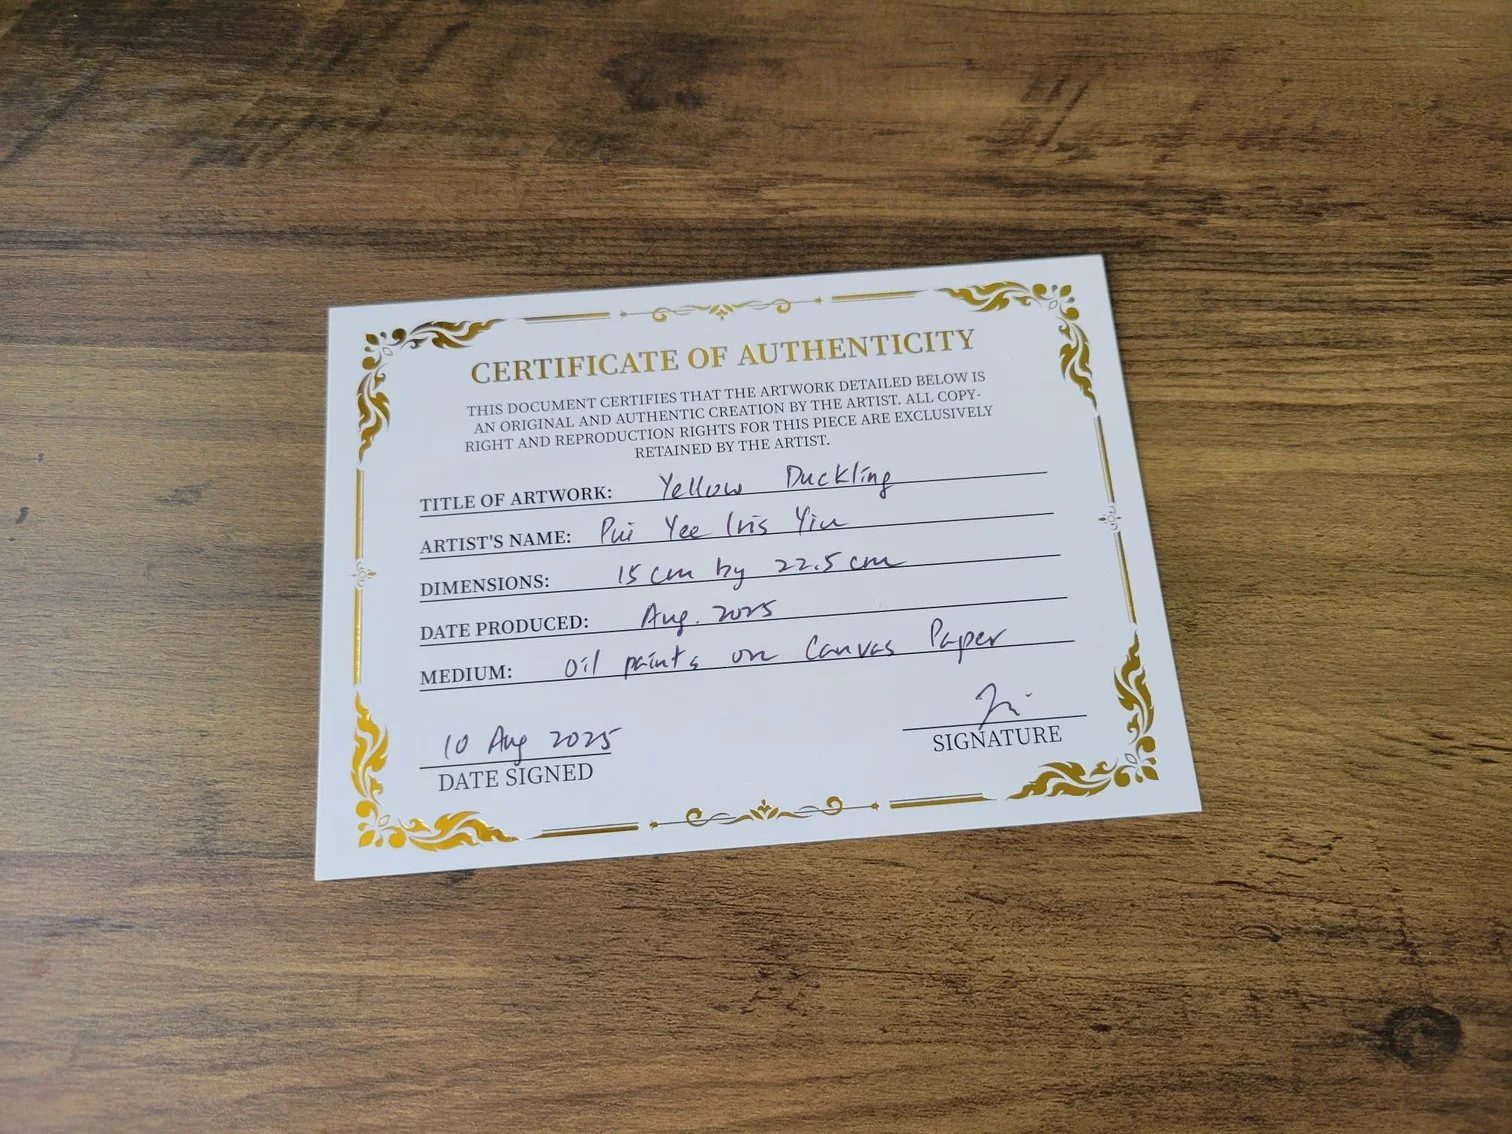 CERTIFICATE OF AUTHENTICITY
THIS DOCUMENT CERTIFIES THAT THE ARTWORK DETAILED BELOW IS
AN ORIGINAL AND AUTHENTIC CREATION BY THE ARTIST. ALL COPY-
RIGHT AND REPRODUCTION RIGHTS FOR THIS PIECE ARE EXCLUSIVELY
RETAINED BY THE ARTIST.
TITLE OF ARTWORK: Yellow Duckling
ARTIST'S NAME: Pui Yee Iris Yiu
DIMENSIONS: 15 cm by 22.5 cm
DATE PRODUCED: Aug. 2025
MEDIUM: Oil paints on Canvas Paper
10 Aug 2025
DATE SIGNED
SIGNATURE